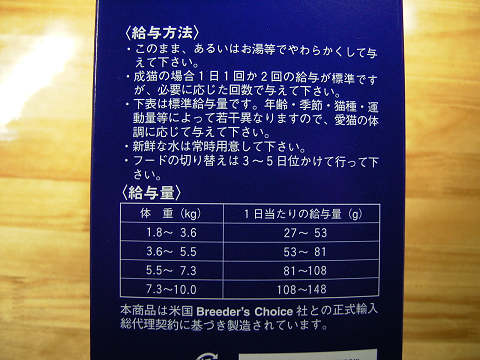 〈給与方法〉
・このまま、あるいはお湯等でやわらかくして与
えて下さい。
・成猫の場合1日1回か2回の給与が標準です
が、必要に応じた回数で与えて下さい。
・下表は標準給与量です。年齢・季節・猫種・運
動量等によって若干異なりますので、愛猫の体
調に応じて与えて下さい。
・新鮮な水は常時用意して下さい。
・フードの切り替えは3〜5日位かけて行って下
さい。
〈給与量〉
体 重(kg) 1日当たりの給与量(g)
1.8〜 3.6 27〜 53
3.6〜 5.5 53〜 81
5.5〜 7.3 81〜108
7.3〜10.0 108〜148
本商品は米国 Breeder's Choice 社との正式輸入
総代理契約に基づき製造されています。